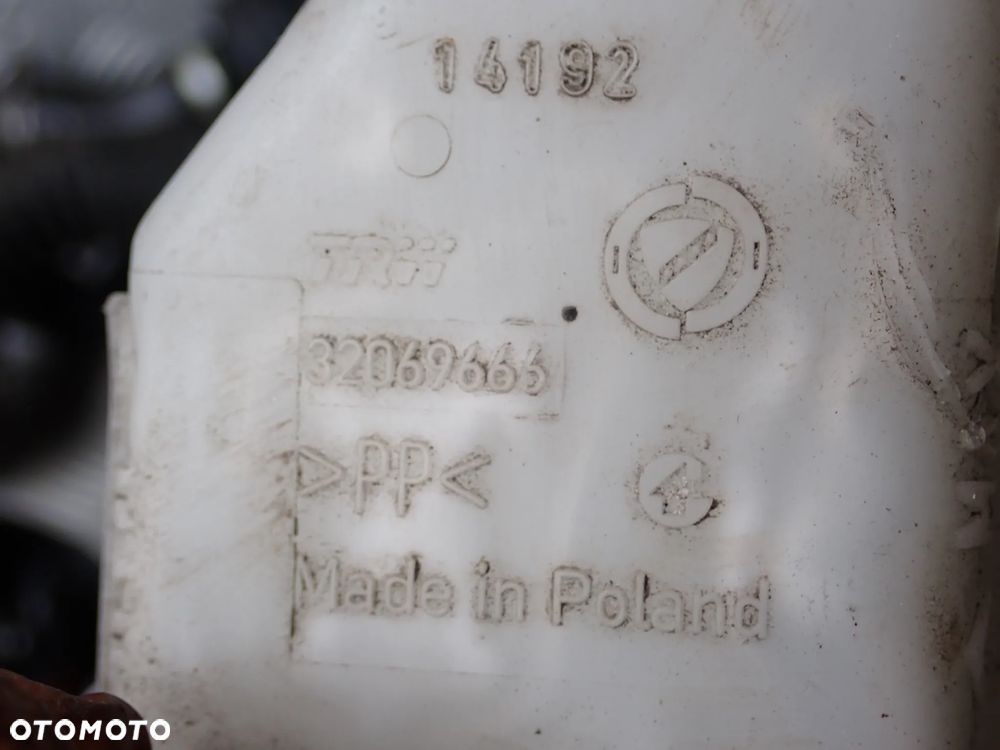 14192
TRW
32069666
>PP<
Made in Poland
OTOMOTO